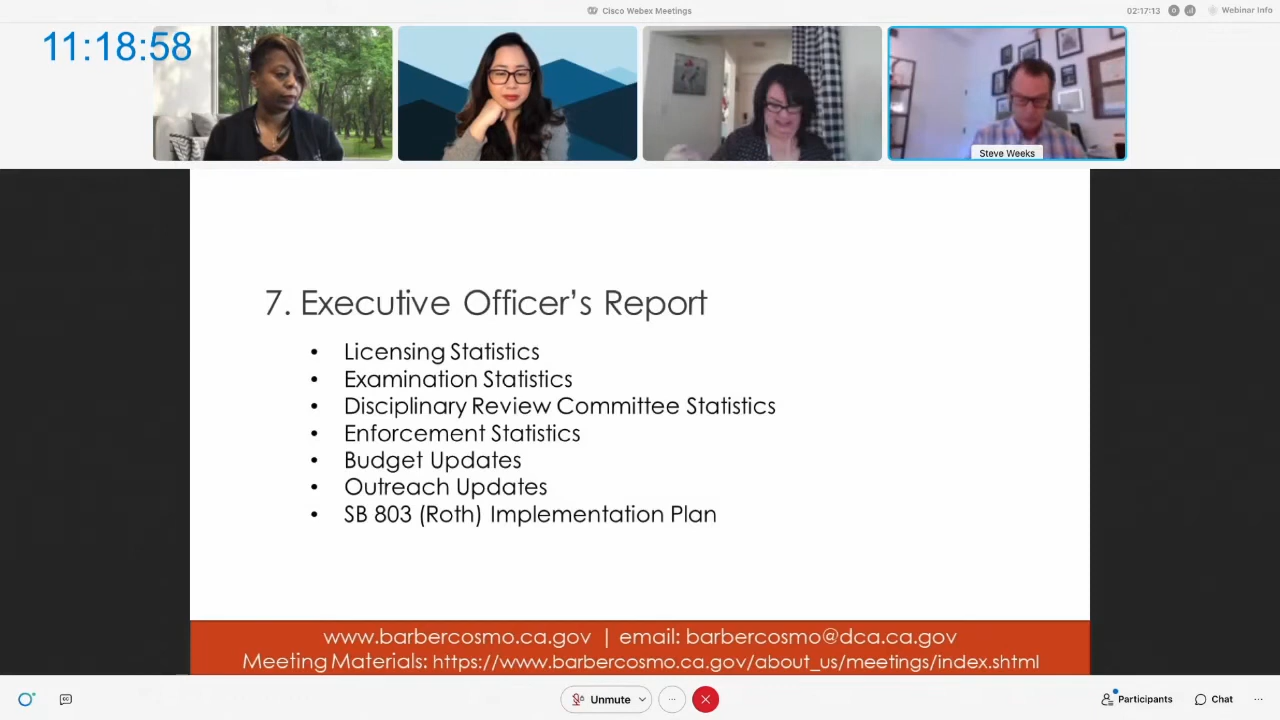 Cisco Webex Meetings
02:17:13
Webinar Info
11:18:58
Steve Weeks
7. Executive Officer's Report
• Licensing Statistics
• Examination Statistics
• Disciplinary Review Committee Statistics
• Enforcement Statistics
• Budget Updates
• Outreach Updates
• SB 803 (Roth) Implementation Plan
www.barbercosmo.ca.gov | email: barbercosmo@dca.ca.gov
Meeting Materials: https://www.barbercosmo.ca.gov/about_us/meetings/index.shtml
Unmute
Participants
Chat